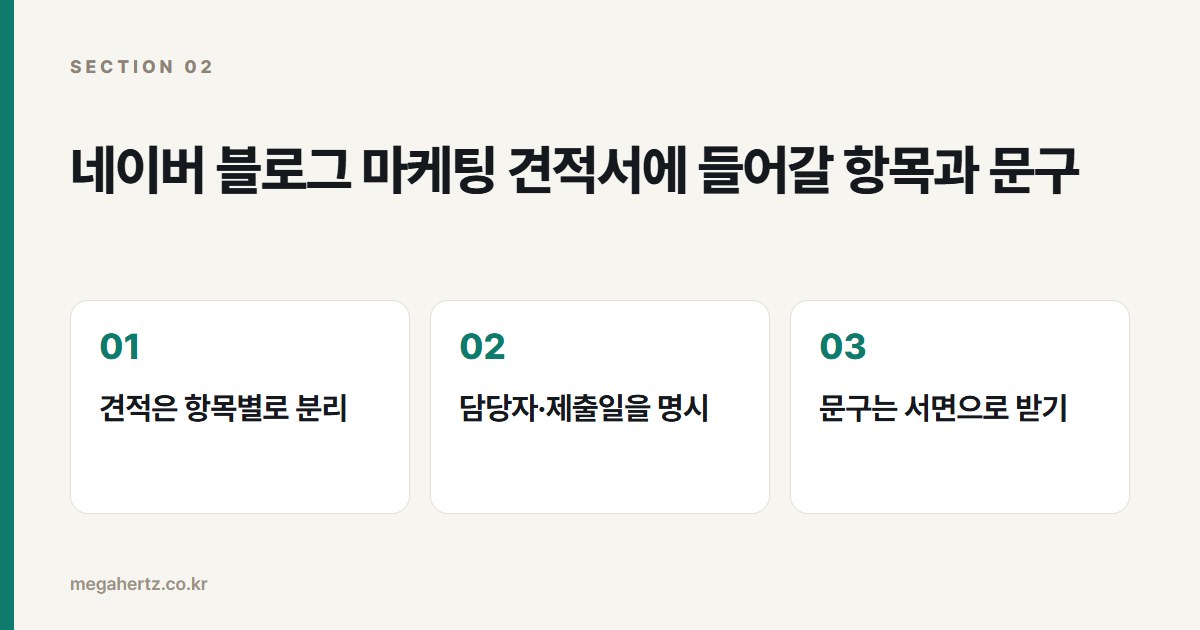 SECTION 02
네이버 블로그 마케팅 견적서에 들어갈 항목과 문구
01
견적은 항목별로 분리
02
담당자·제출일을 명시
03
문구는 서면으로 받기
megahertz.co.kr